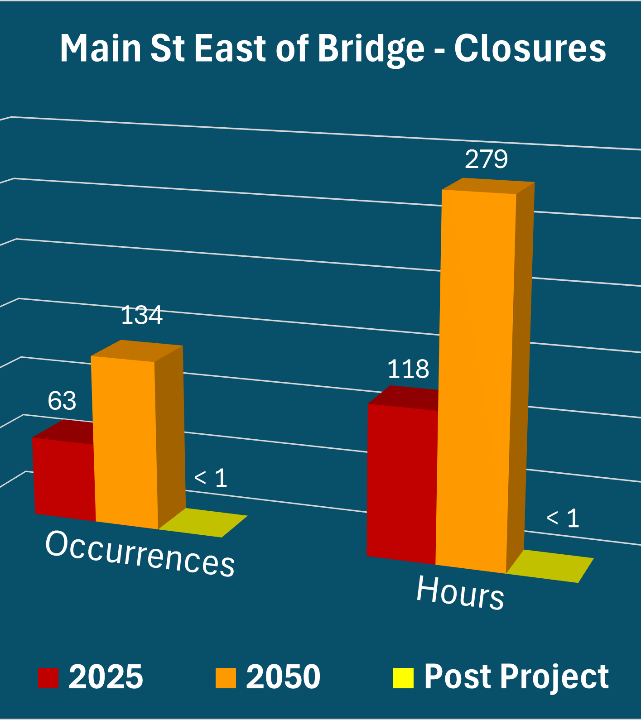 Main St East of Bridge - Closures
279
134
118
63
< 1
< 1
Occurrences
Hours
2025
2050
Post Project